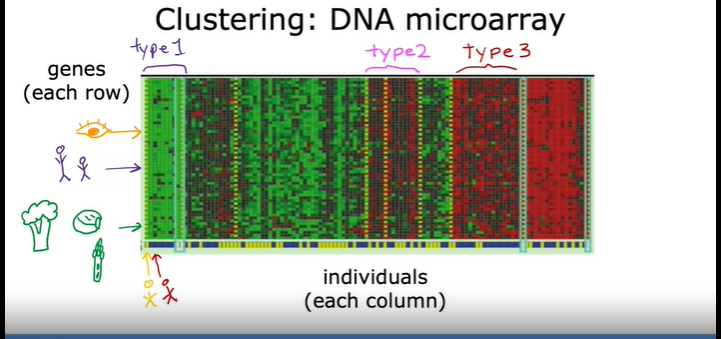 Clustering: DNA microarray
type 1
type2
type 3
genes
(each row)
individuals
(each column)